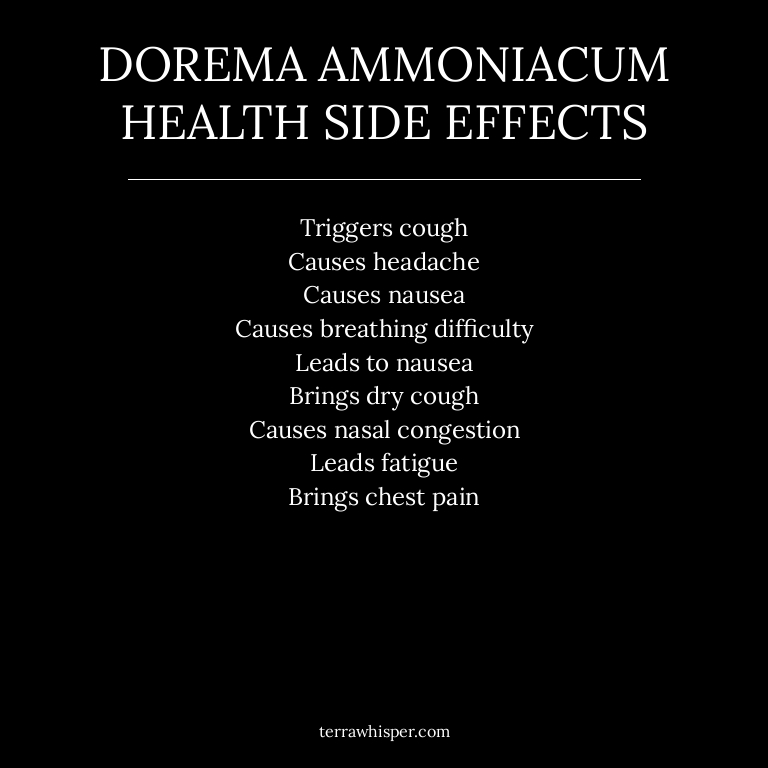 DOREMA AMMONIACUM
HEALTH SIDE EFFECTS
Triggers cough
Causes headache
Causes nausea
Causes breathing difficulty
Leads to nausea
Brings dry cough
Causes nasal congestion
Leads fatigue
Brings chest pain
terrawhisper.com